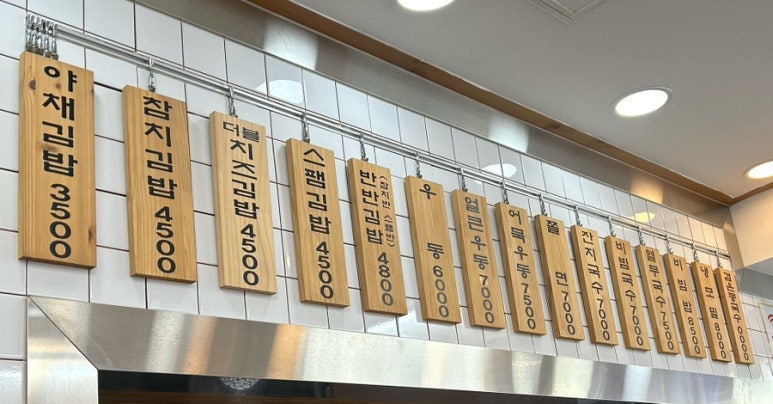 야채김밥 3500
참치김밥 4500
더블
치즈김밥 4500
스팸김밥 4500
(참치반 스팸반)
반반김밥 4800
우동 6000
얼큰우동 7000
어묵우동 7500
쫄면 7000
잔치국수 7000
비빔국수 7000
열무국수 7500
비빔밥 8500
냉모밀 8000